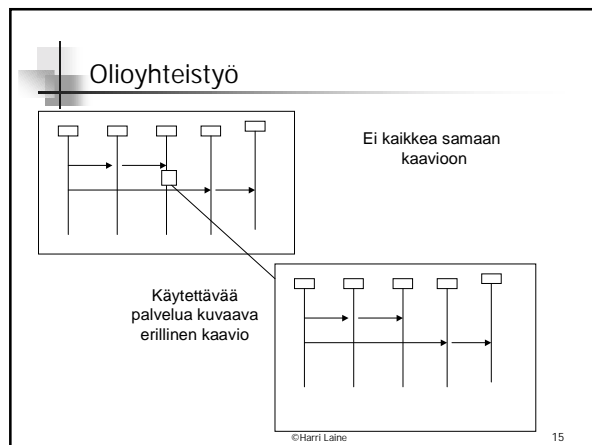 Olioyhteistyö
Ei kaikkea samaan
kaavioon
Käytettävää
palvelua kuvaava
erillinen kaavio
©Harri Laine
15